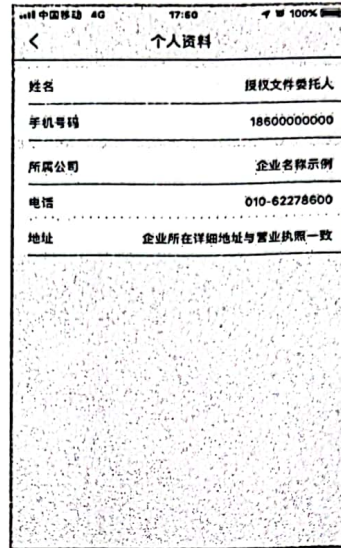 中国移动 4G 17:50 100%
个人资料
姓名 授权文件委托人
手机号码 18600000000
所属公司 企业名称示例
电话 010-62278600
地址 企业所在详细地址与营业执照一致